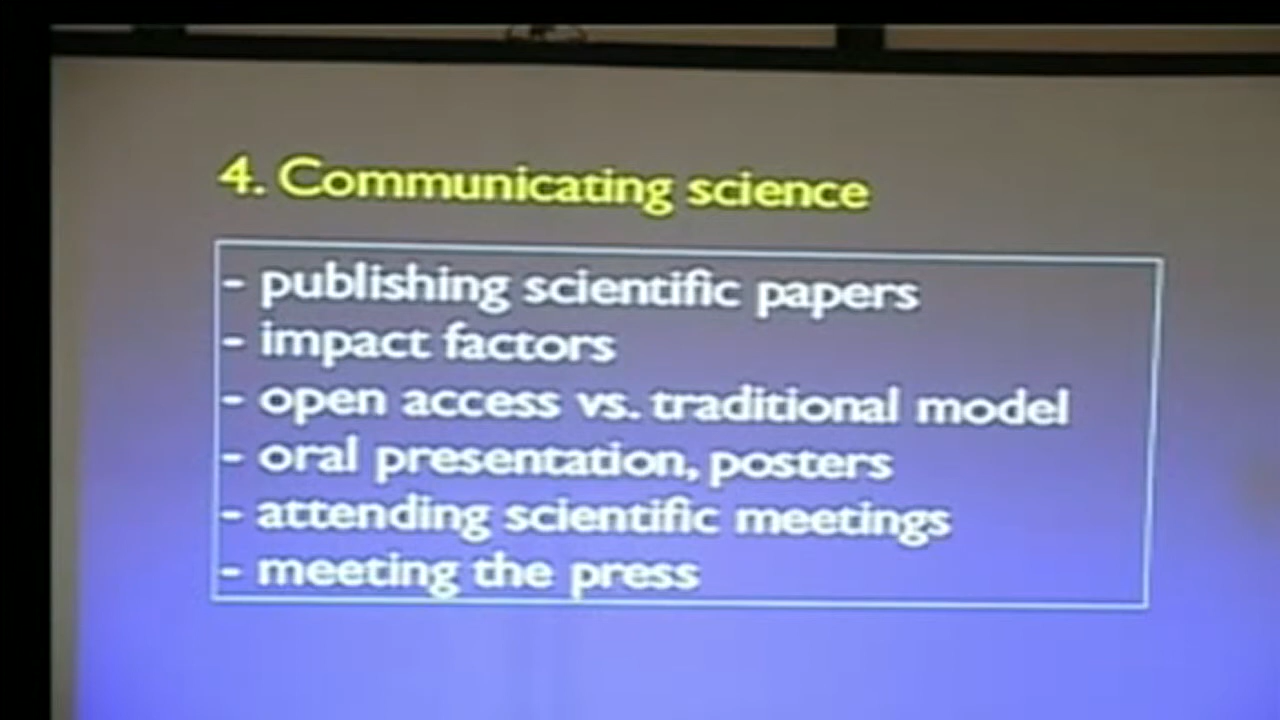 4. Communicating science
- publishing scientific papers
- impact factors
- open access vs. traditional model
- oral presentation, posters
- attending scientific meetings
- meeting the press